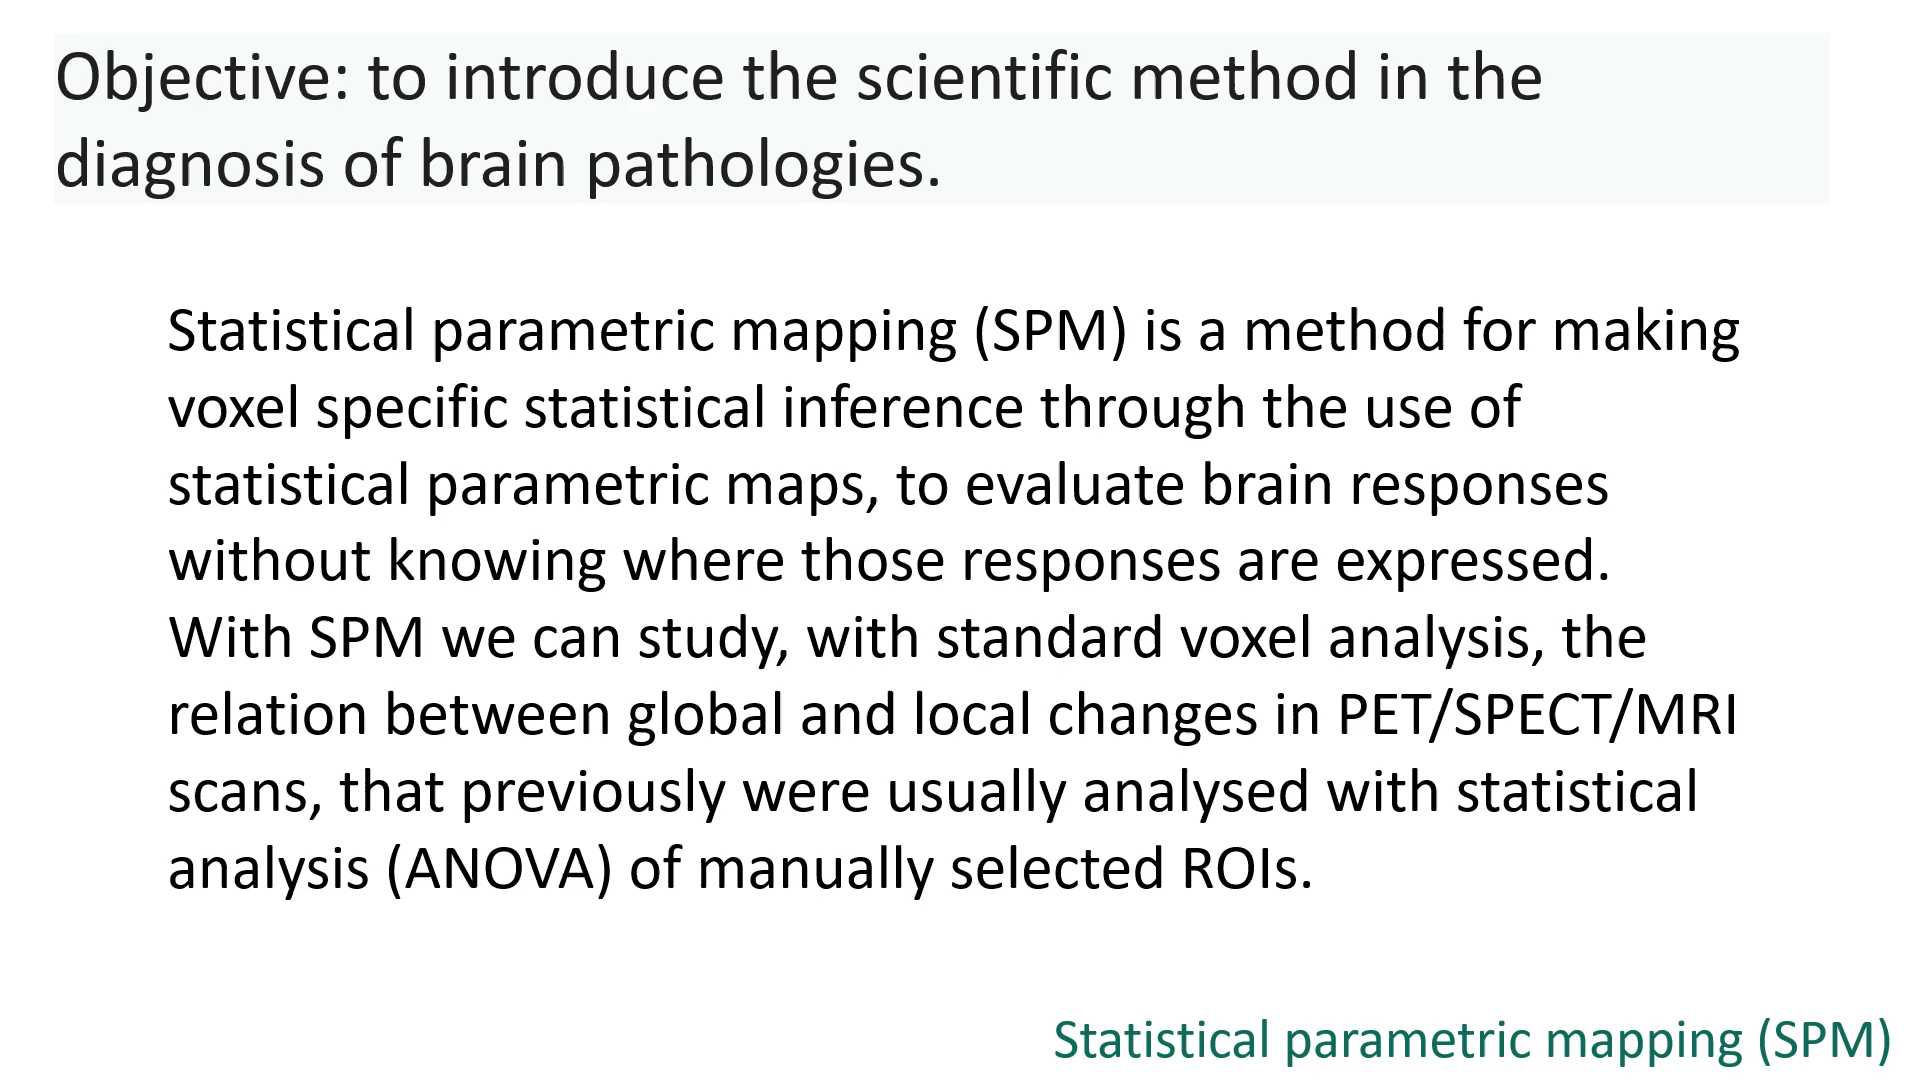 Objective: to introduce the scientific method in the
diagnosis of brain pathologies.
Statistical parametric mapping (SPM) is a method for making
voxel specific statistical inference through the use of
statistical parametric maps, to evaluate brain responses
without knowing where those responses are expressed.
With SPM we can study, with standard voxel analysis, the
relation between global and local changes in PET/SPECT/MRI
scans, that previously were usually analysed with statistical
analysis (ANOVA) of manually selected ROIs.
Statistical parametric mapping (SPM)